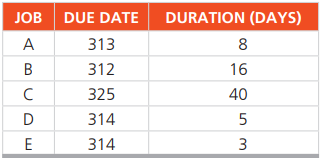 JOB DUE DATE DURATION (DAYS)
A 313 8
B 312 16
C 325 40
D 314 5
E 314 3